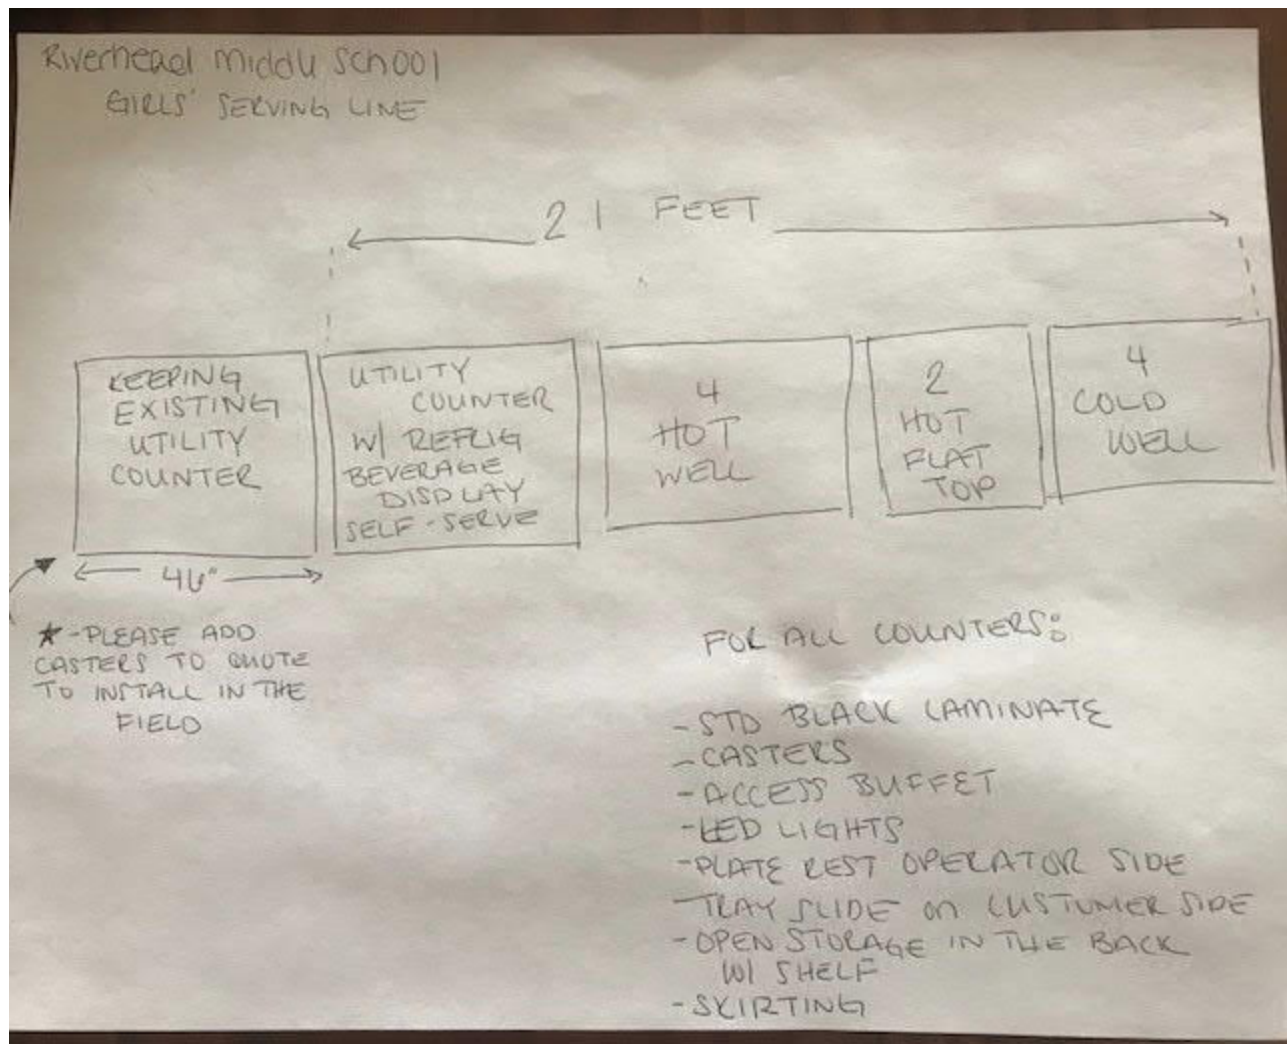 Riverhead Middle School
GIRLS' SERVING LINE
21 FEET
KEEPING
EXISTING
UTILITY
COUNTER
UTILITY
COUNTER
W/ REFRIG
BEVERAGE
DISPLAY
SELF-SERVE
4
HOT
WELL
2
HOT
FLAT
TOP
4
COLD
WELL
46"
★-PLEASE ADD
CASTERS TO QUOTE
TO INSTALL IN THE
FIELD
FOR ALL COUNTERS:
- STD BLACK LAMINATE
- CASTERS
- ACCESS BUFFET
- LED LIGHTS
- PLATE REST OPERATOR SIDE
- TRAY SLIDE ON CUSTUMER SIDE
- OPEN STORAGE IN THE BACK
W/ SHELF
- SKIRTING